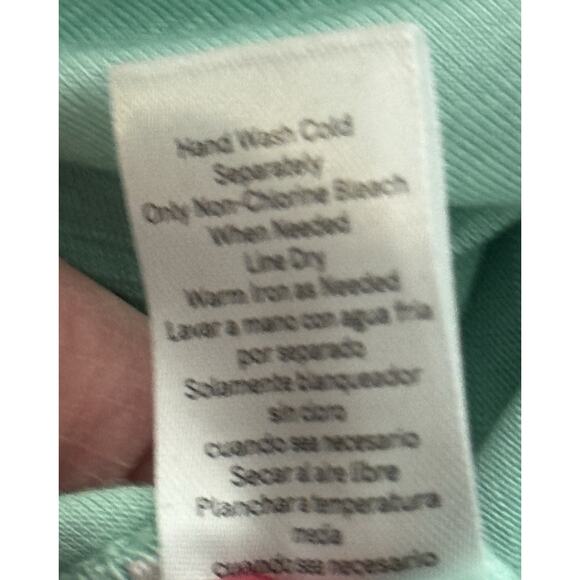 Hand Wash Cold
Separately
Only Non-Chlorine Bleach
When Needed
Line Dry
Warm Iron as Needed
Lavar a mano con agua fria
por separado
Solamente blanqueador
sin cloro
cuando sea necesario
Secar al aire libre
Planchar a temperatura
media
cuando sea necesario